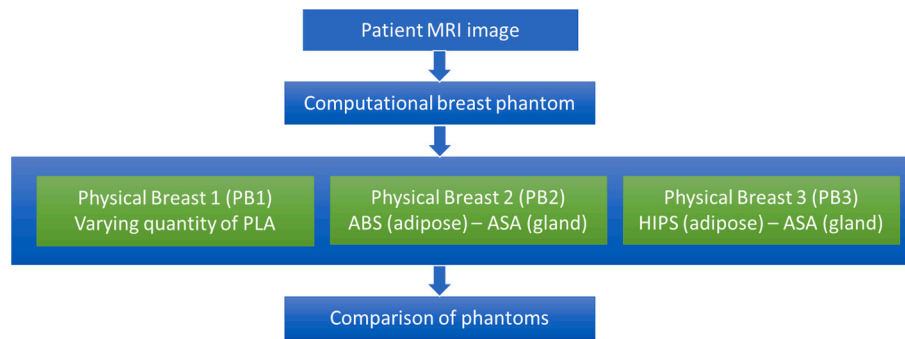 Patient MRI image
Computational breast phantom
Physical Breast 1 (PB1)
Varying quantity of PLA
Physical Breast 2 (PB2)
ABS (adipose) – ASA (gland)
Physical Breast 3 (PB3)
HIPS (adipose) – ASA (gland)
Comparison of phantoms